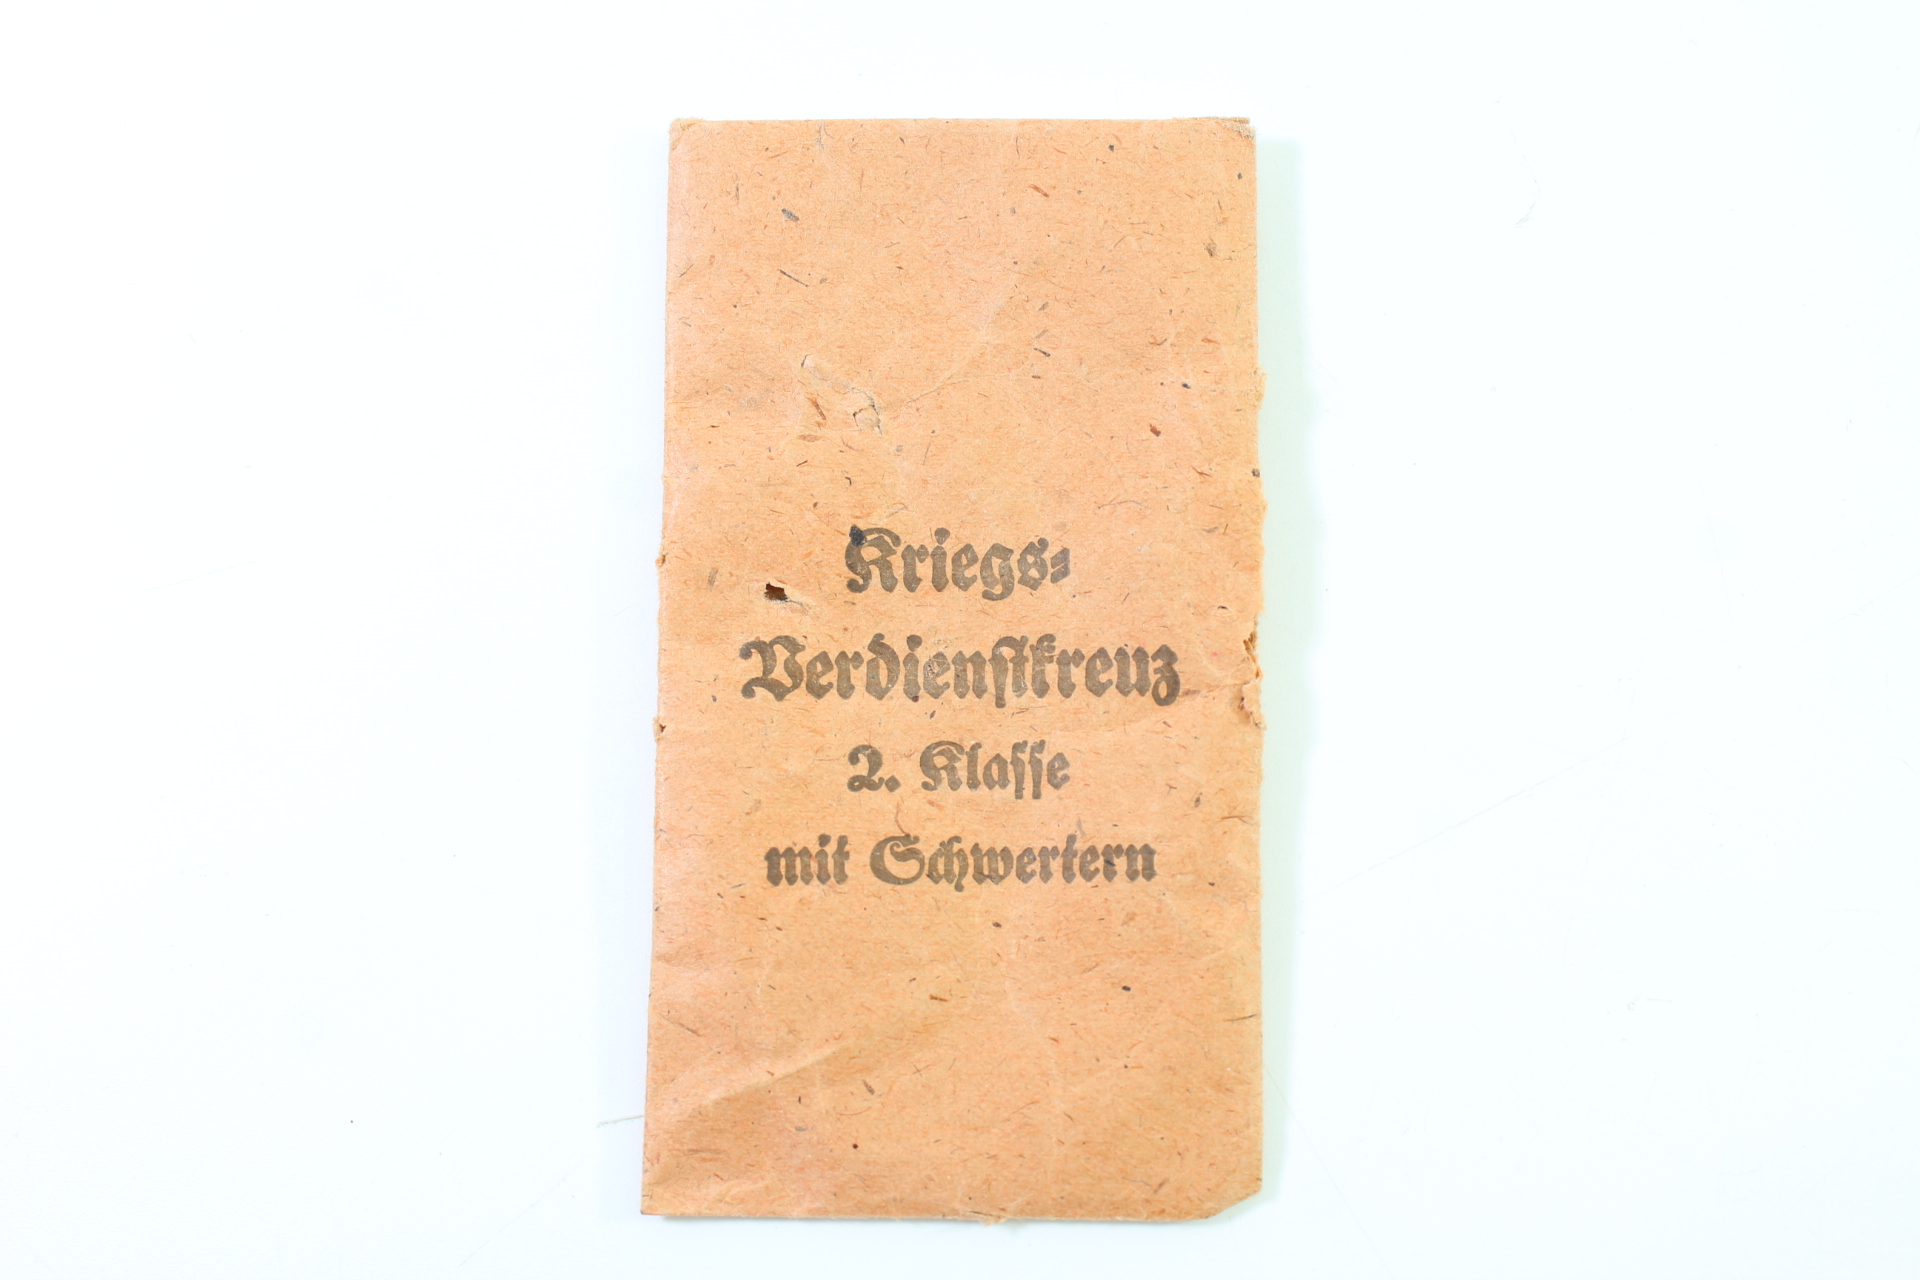 Kriegs-
Verdienstkreuz
2. Klasse
mit Schwertern